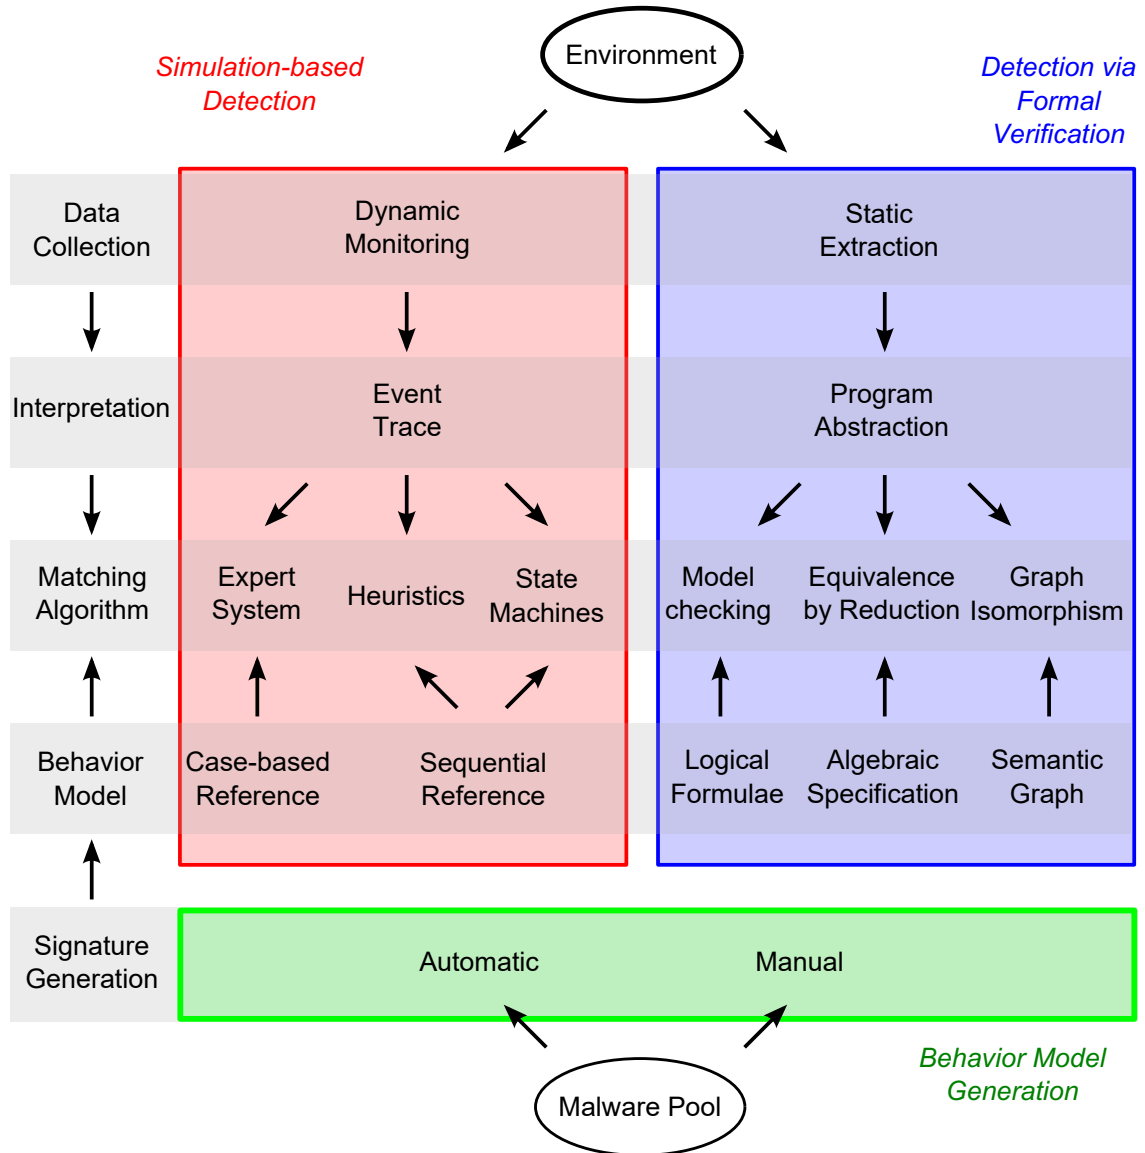 Environment
Simulation-based
Detection
Detection via
Formal
Verification
Data
Collection
Dynamic
Monitoring
Static
Extraction
Interpretation
Event
Trace
Program
Abstraction
Matching
Algorithm
Expert
System
Heuristics
State
Machines
Model
checking
Equivalence
by Reduction
Graph
Isomorphism
Behavior
Model
Case-based
Reference
Sequential
Reference
Logical
Formulae
Algebraic
Specification
Semantic
Graph
Signature
Generation
Automatic
Manual
Behavior Model
Generation
Malware Pool